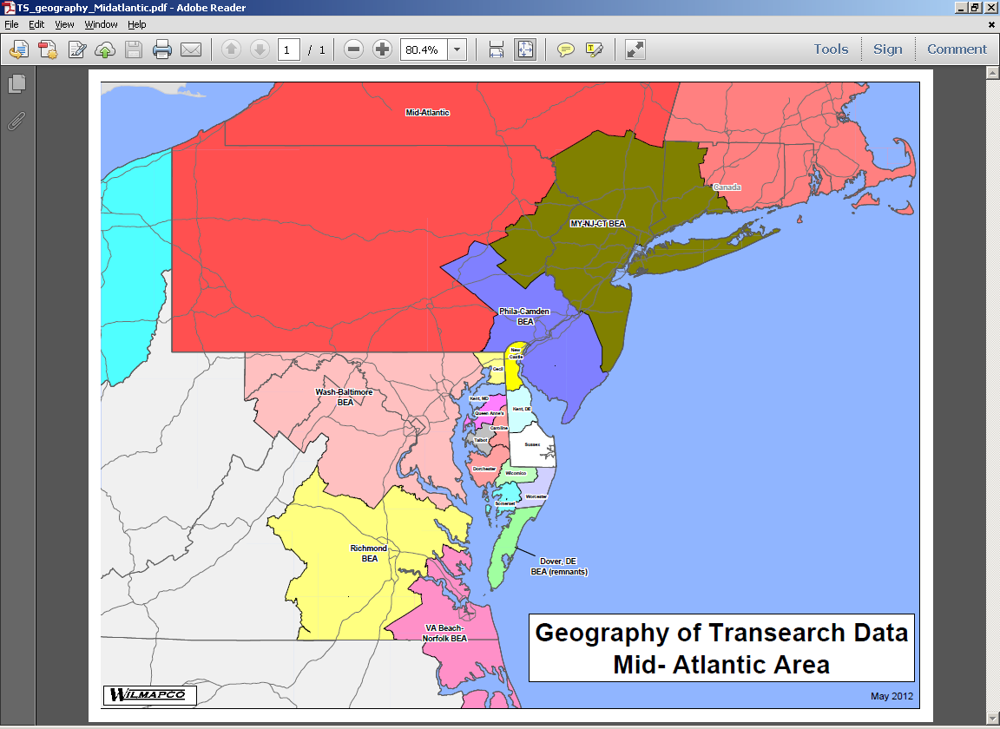 TS_geography_Midatlantic.pdf - Adobe Reader
File Edit View Window Help
1 / 1 80.4% Tools Sign Comment
Mid-Atlantic
Canada
MY-NJ-CT BEA
Phila-Camden
BEA
New
Castle
Cecil
Wash-Baltimore
BEA
Kent, MD
Kent, DE
Queen Anne's
Caroline
Talbot
Sussex
Dorchester
Wicomico
Worcester
Somerset
Richmond
BEA
Dover, DE
BEA (remnants)
VA Beach-
Norfolk BEA
Geography of Transearch Data
Mid- Atlantic Area
WILMAPCO
May 2012